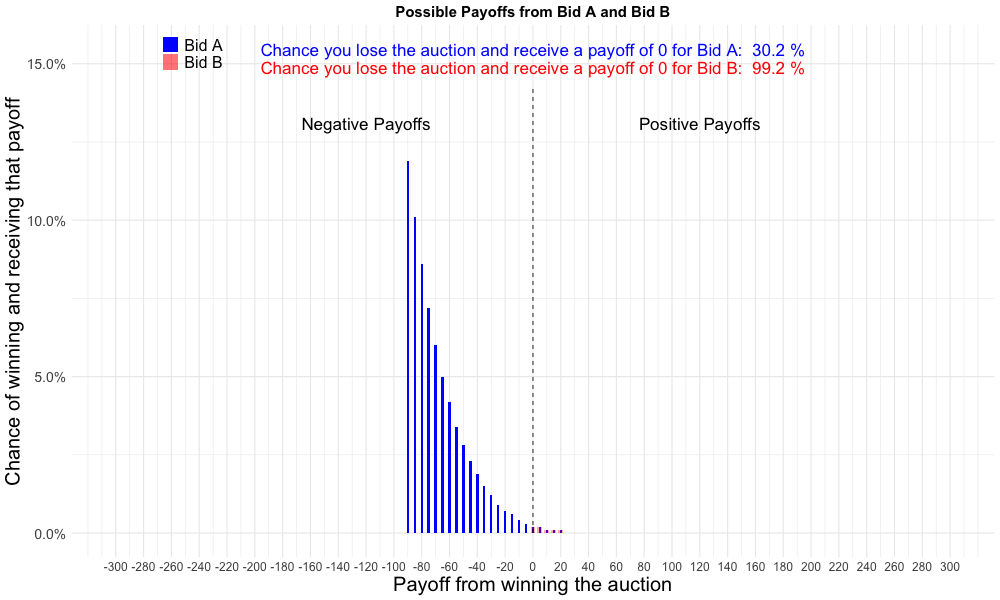 Possible Payoffs from Bid A and Bid B
Bid A
Bid B
Chance you lose the auction and receive a payoff of 0 for Bid A:  30.2 %
Chance you lose the auction and receive a payoff of 0 for Bid B:  99.2 %
Negative Payoffs
Positive Payoffs
Chance of winning and receiving that payoff
15.0%
10.0%
5.0%
0.0%
-300 -280 -260 -240 -220 -200 -180 -160 -140 -120 -100 -80 -60 -40 -20 0 20 40 60 80 100 120 140 160 180 200 220 240 260 280 300
Payoff from winning the auction